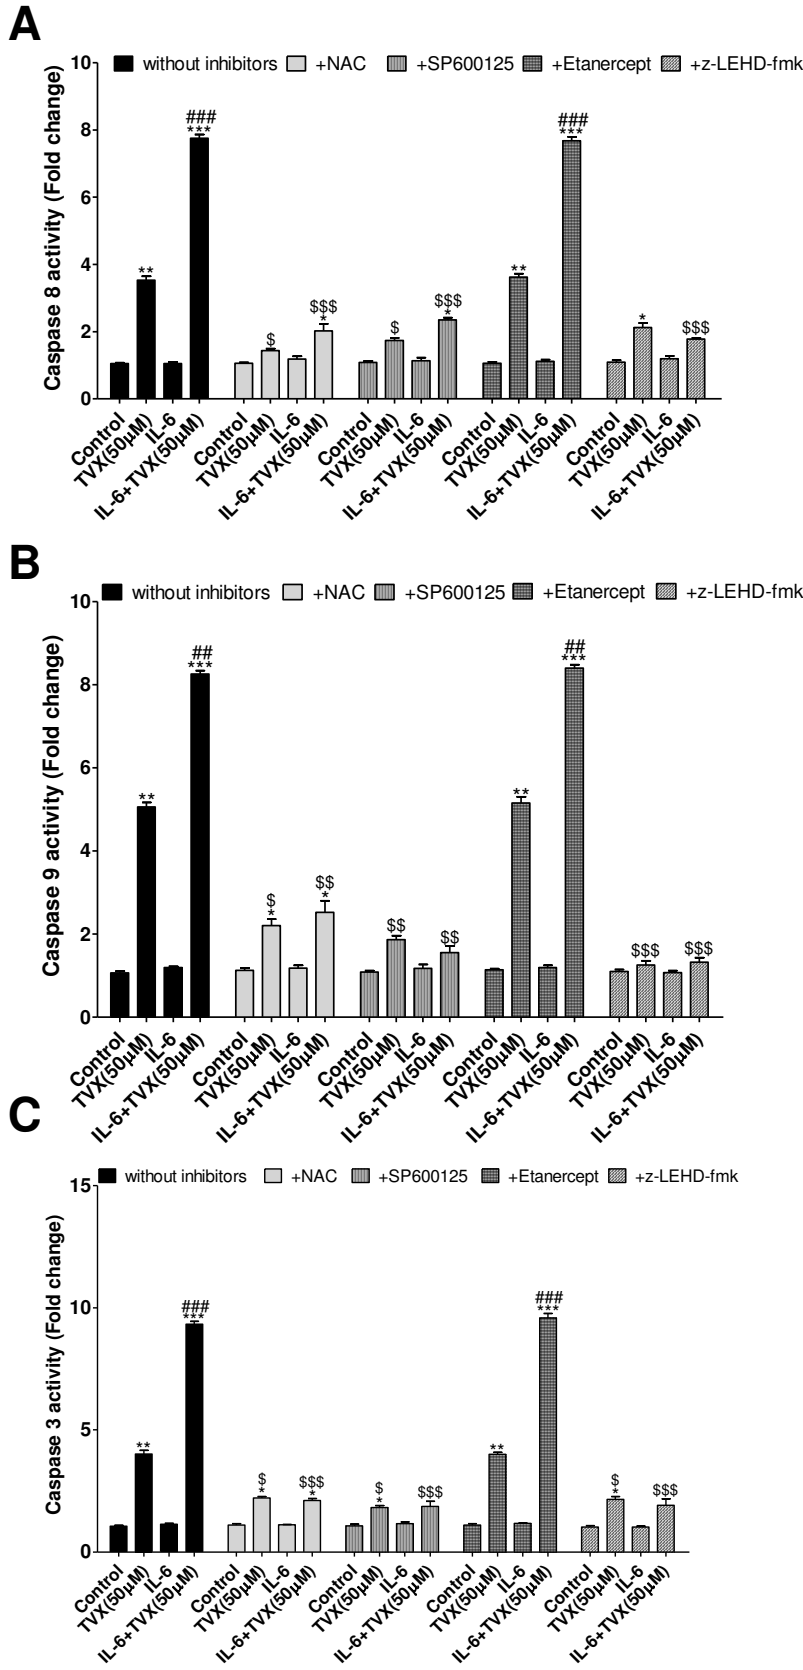 A
without inhibitors +NAC +SP600125 +Etanercept +z-LEHD-fmk
Caspase 8 activity (Fold change)
10
8
6
4
2
0
** ### *** $ $$$ * $ $$$ * ** ### *** * $$$
Control TVX(50µM) IL-6 IL-6+TVX(50µM) Control TVX(50µM) IL-6 IL-6+TVX(50µM) Control TVX(50µM) IL-6 IL-6+TVX(50µM) Control TVX(50µM) IL-6 IL-6+TVX(50µM) Control TVX(50µM) IL-6 IL-6+TVX(50µM)
B
without inhibitors +NAC +SP600125 +Etanercept +z-LEHD-fmk
Caspase 9 activity (Fold change)
10
8
6
4
2
0
** ## *** $ * $$ * $$ $$ ** ## *** $$$ $$$
Control TVX(50µM) IL-6 IL-6+TVX(50µM) Control TVX(50µM) IL-6 IL-6+TVX(50µM) Control TVX(50µM) IL-6 IL-6+TVX(50µM) Control TVX(50µM) IL-6 IL-6+TVX(50µM) Control TVX(50µM) IL-6 IL-6+TVX(50µM)
C
without inhibitors +NAC +SP600125 +Etanercept +z-LEHD-fmk
Caspase 3 activity (Fold change)
15
10
5
0
** ### *** $ * $$$ * $ * $$$ ** ### *** $ * $$$
Control TVX(50µM) IL-6 IL-6+TVX(50µM) Control TVX(50µM) IL-6 IL-6+TVX(50µM) Control TVX(50µM) IL-6 IL-6+TVX(50µM) Control TVX(50µM) IL-6 IL-6+TVX(50µM) Control TVX(50µM) IL-6 IL-6+TVX(50µM)